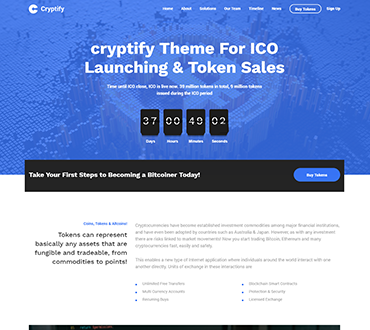 Cryptify
Home About Solutions Our Team Timeline News Buy Tokens Sign Up
cryptify Theme For ICO
Launching & Token Sales
Time until ICO close, ICO is live now. 39 million tokens in total, 9 million tokens
issued during the ICO period
37 00 49 02
Days Hours Minutes Seconds
Take Your First Steps to Becoming a Bitcoiner Today!
Buy Tokens
Coins, Tokens & Bitcoins!
Tokens can represent
basically any assets that are
fungible and tradeable, from
commodities to points!
Cryptocurrencies have become established investment commodities among major financial institutions,
and have even been adopted by countries such as Australia & Japan. However, as with any investment
there are risks linked to market movements! Now you start trading Bitcoin, Ethereum and many
cryptocurrencies fast, easily and safely.
This enables a new type of internet application where individuals around the world interact with one
another directly. Units of exchange in these interactions are
Unlimited Free Transfers
Blockchain Smart Contracts
Multi-Currency Accounts
Protected & Security
Recurring Buys
Licensed Exchange